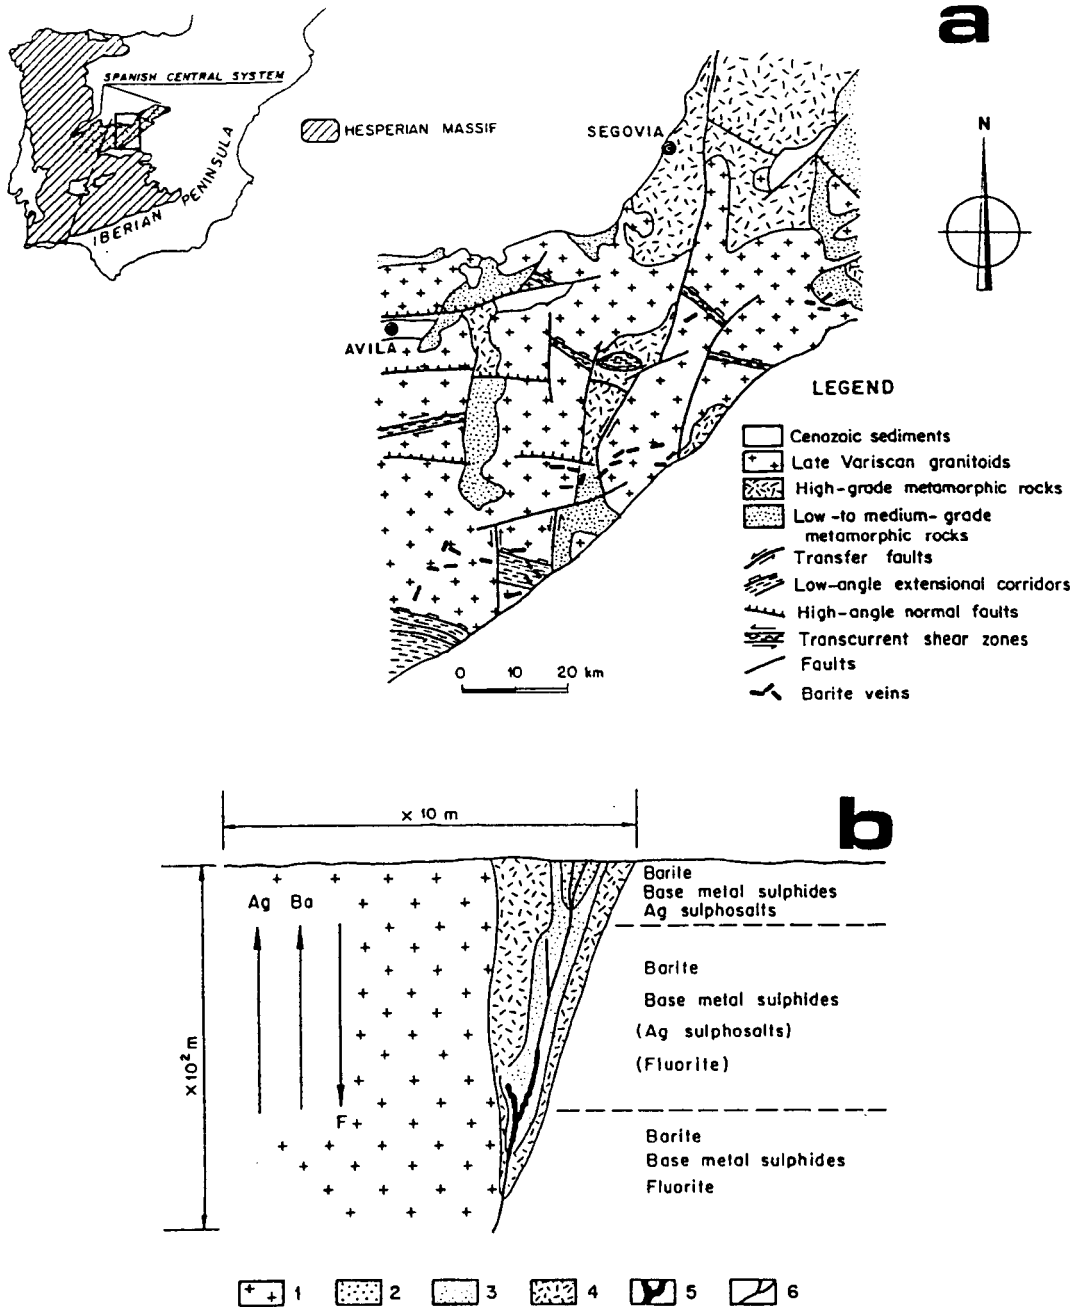 a
SPANISH CENTRAL SYSTEM
HESPERIAN MASSIF
IBERIAN PENINSULA
SEGOVIA
N
AVILA
LEGEND
Cenozoic sediments
Late Variscan granitoids
High-grade metamorphic rocks
Low-to medium-grade
metamorphic rocks
Transfer faults
Low-angle extensional corridors
High-angle normal faults
Transcurrent shear zones
Faults
Barite veins
0 10 20 km
b
x 10 m
x 10² m
Ag Ba
F
Barite
Base metal sulphides
Ag sulphosalts
Barite
Base metal sulphides
(Ag sulphosalts)
(Fluorite)
Barite
Base metal sulphides
Fluorite
1 2 3 4 5 6